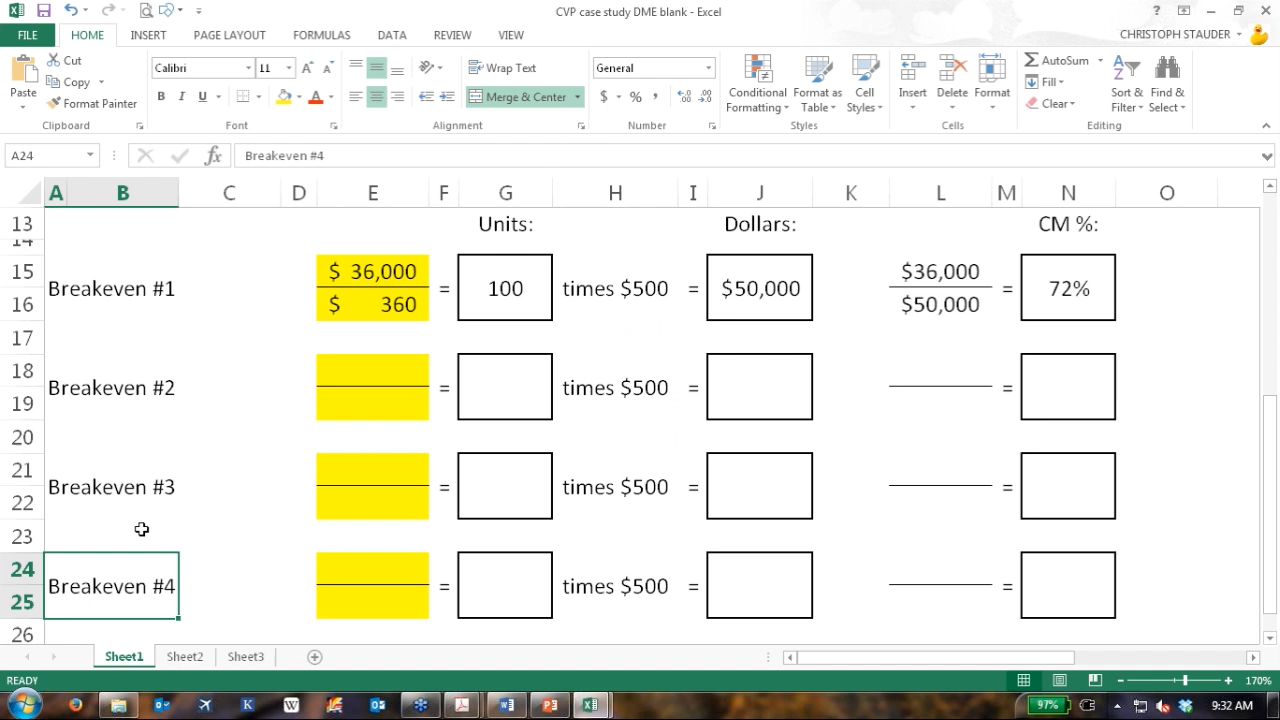 CVP case study DME blank - Excel
?
FILE HOME INSERT PAGE LAYOUT FORMULAS DATA REVIEW VIEW CHRISTOPH STAUDER
Cut
Copy
Format Painter
Paste
Clipboard
Calibri 11
A A
B I U A
Font
Wrap Text
Merge & Center
Alignment
General
$ % ,
Number
Conditional Formatting
Format as Table
Cell Styles
Styles
Insert Delete Format
Cells
AutoSum
Fill
Clear
Sort & Filter
Find & Select
Editing
A24 fx Breakeven #4
A B C D E F G H I J K L M N O
13 Units: Dollars: CM %:
14
15 $ 36,000 $36,000
Breakeven #1 = 100 times $500 = $50,000 = 72%
16 $ 360 $50,000
17
18
Breakeven #2 = times $500 = =
19
20
21
Breakeven #3 = times $500 = =
22
23
24
Breakeven #4 = times $500 = =
25
26
Sheet1 Sheet2 Sheet3
READY 170%
97% 9:32 AM